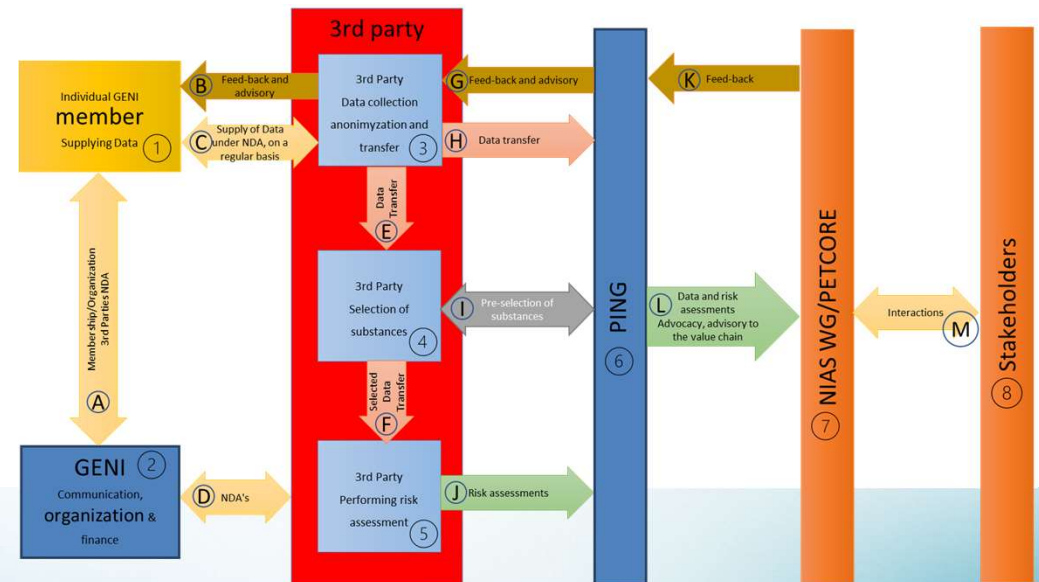 3rd party
Individual GENI
member
Supplying Data
1
B
Feed-back and
advisory
C
Supply of Data
under NDA, on a
regular basis
3rd Party
Data collection
anonimyzation and
transfer
3
G
Feed-back and advisory
H
Data transfer
K
Feed-back
Membership/Organization
3rd Parties NDA
A
Data
Transfer
E
3rd Party
Selection of
substances
4
I
Pre-selection of
substances
PING
6
L
Data and risk
asessments
Advocacy, advisory to
the value chain
NIAS WG/PETCORE
7
Interactions
M
Stakeholders
8
Selected
Data
Transfer
F
GENI
2
Communication,
organization &
finance
D
NDA's
3rd Party
Performing risk
assessment
5
J
Risk assessments